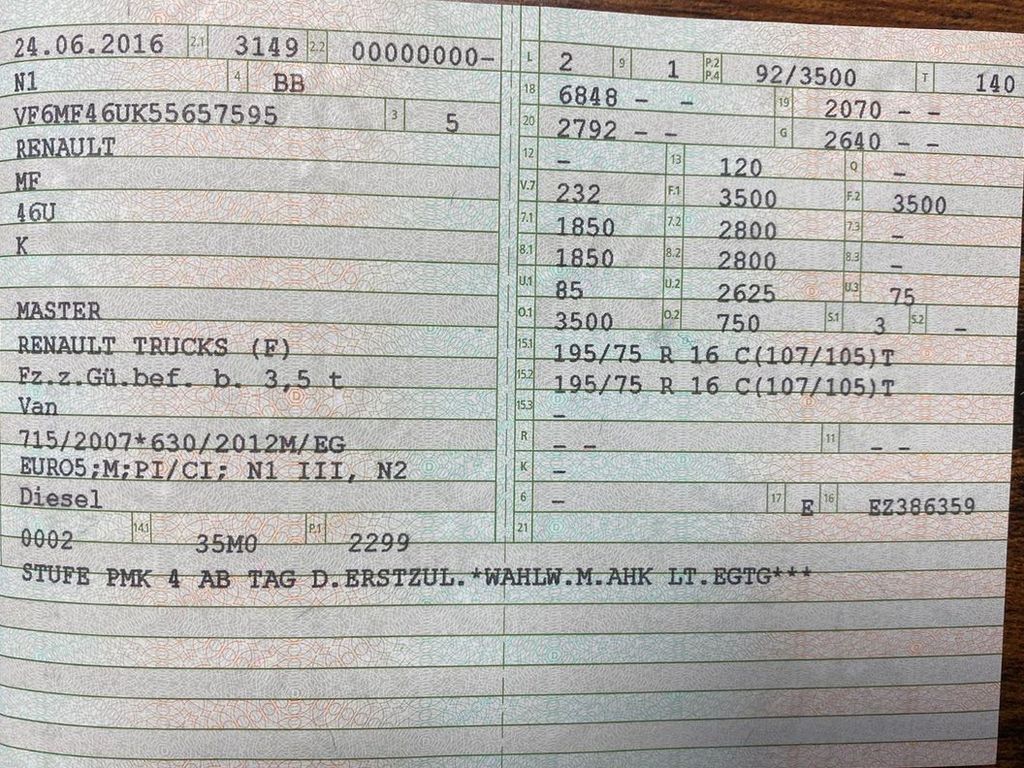 24.06.2016 2.1 3149 2.2 00000000-
N1 4 BB
VF6MF46UK55657595 3 5
RENAULT
MF
46U
K
MASTER
RENAULT TRUCKS (F)
Fz.z.Gü.bef. b. 3,5 t
Van
715/2007*630/2012M/EG
EURO5;M;PI/CI; N1 III, N2
Diesel
0002 14.1 35M0 P.1 2299
L 2 9 1 P.2 P.4 92/3500 T 140
18 6848 - - 19 2070 - -
20 2792 - - G 2640 - -
12 - 13 120 Q -
V.7 232 F.1 3500 F.2 3500
7.1 1850 7.2 2800 7.3 -
8.1 1850 8.2 2800 8.3 -
U.1 85 U.2 2625 U.3 75
O.1 3500 O.2 750 S.1 3 S.2 -
15.1 195/75 R 16 C(107/105)T
15.2 195/75 R 16 C(107/105)T
15.3 -
R - - 11 - -
K -
6 - 17 E 16 EZ386359
21
STUFE PMK 4 AB TAG D.ERSTZUL.*WAHLW.M.AHK LT.EGTG***